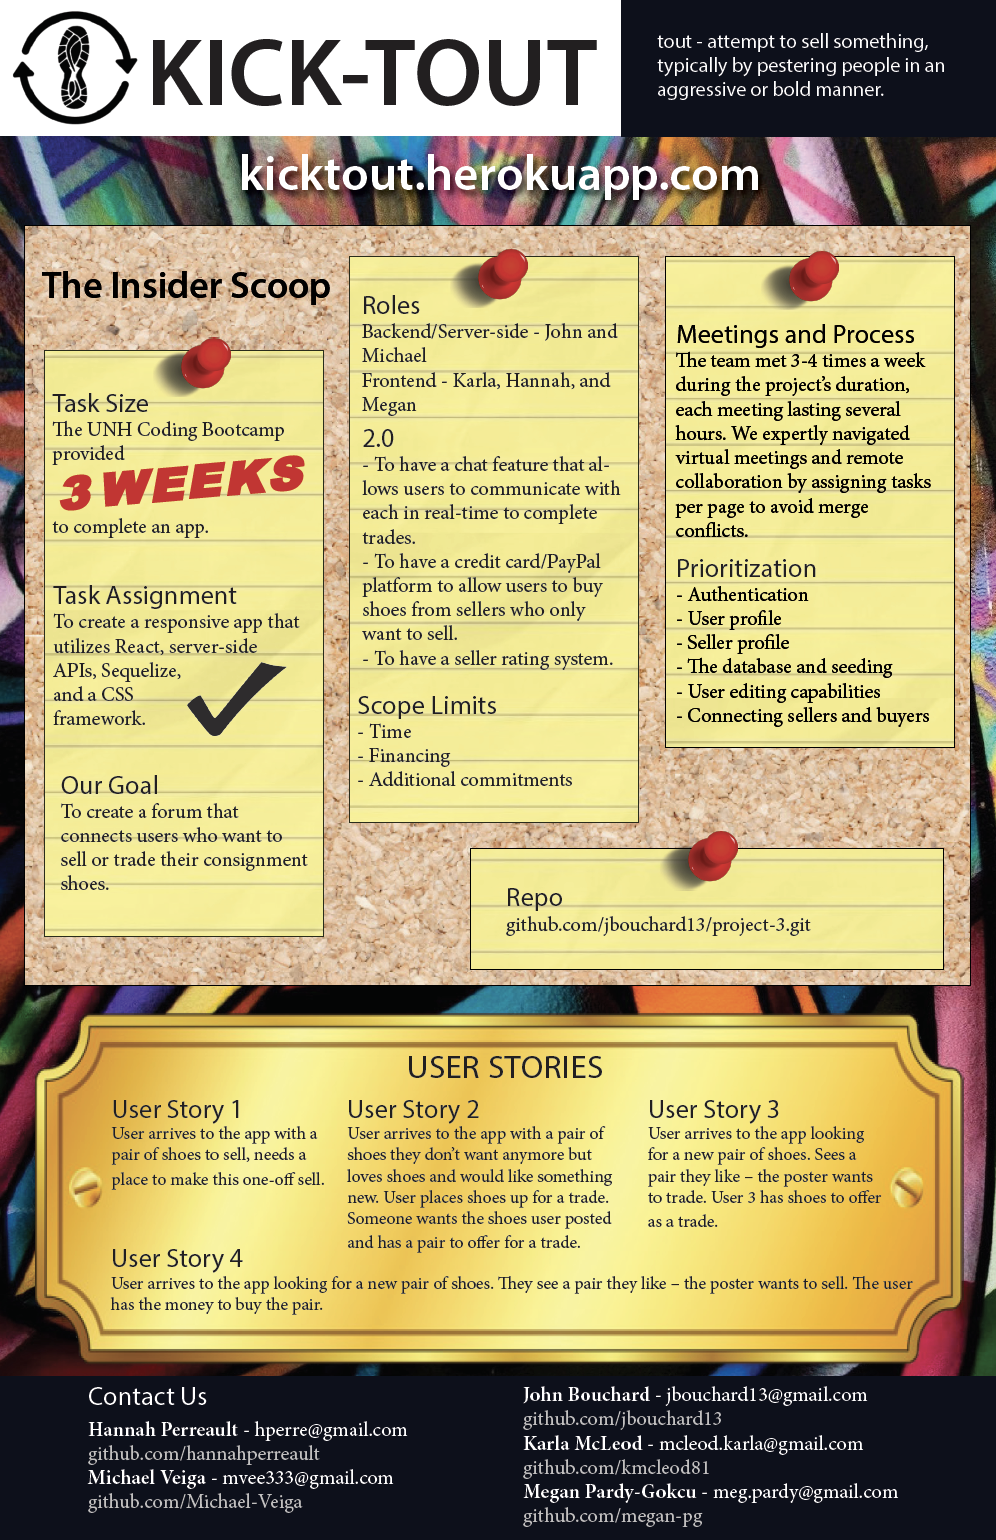 KICK-TOUT
tout - attempt to sell something,
typically by pestering people in an
aggressive or bold manner.
kicktout.herokuapp.com
The Insider Scoop
Task Size
The UNH Coding Bootcamp
provided
3 WEEKS
to complete an app.
Task Assignment
To create a responsive app that
utilizes React, server-side
APIs, Sequelize,
and a CSS
framework.
Our Goal
To create a forum that
connects users who want to
sell or trade their consignment
shoes.
Roles
Backend/Server-side - John and
Michael
Frontend - Karla, Hannah, and
Megan
2.0
- To have a chat feature that al-
lows users to communicate with
each in real-time to complete
trades.
- To have a credit card/PayPal
platform to allow users to buy
shoes from sellers who only
want to sell.
- To have a seller rating system.
Scope Limits
- Time
- Financing
- Additional commitments
Meetings and Process
The team met 3-4 times a week
during the project's duration,
each meeting lasting several
hours. We expertly navigated
virtual meetings and remote
collaboration by assigning tasks
per page to avoid merge
conflicts.
Prioritization
- Authentication
- User profile
- Seller profile
- The database and seeding
- User editing capabilities
- Connecting sellers and buyers
Repo
github.com/jbouchard13/project-3.git
USER STORIES
User Story 1
User arrives to the app with a
pair of shoes to sell, needs a
place to make this one-off sell.
User Story 2
User arrives to the app with a pair of
shoes they don't want anymore but
loves shoes and would like something
new. User places shoes up for a trade.
Someone wants the shoes user posted
and has a pair to offer for a trade.
User Story 3
User arrives to the app looking
for a new pair of shoes. Sees a
pair they like – the poster wants
to trade. User 3 has shoes to offer
as a trade.
User Story 4
User arrives to the app looking for a new pair of shoes. They see a pair they like – the poster wants to sell. The user
has the money to buy the pair.
Contact Us
Hannah Perreault - hperre@gmail.com
github.com/hannahperreault
Michael Veiga - mvee333@gmail.com
github.com/Michael-Veiga
John Bouchard - jbouchard13@gmail.com
github.com/jbouchard13
Karla McLeod - mcleod.karla@gmail.com
github.com/kmcleod81
Megan Pardy-Gokcu - meg.pardy@gmail.com
github.com/megan-pg